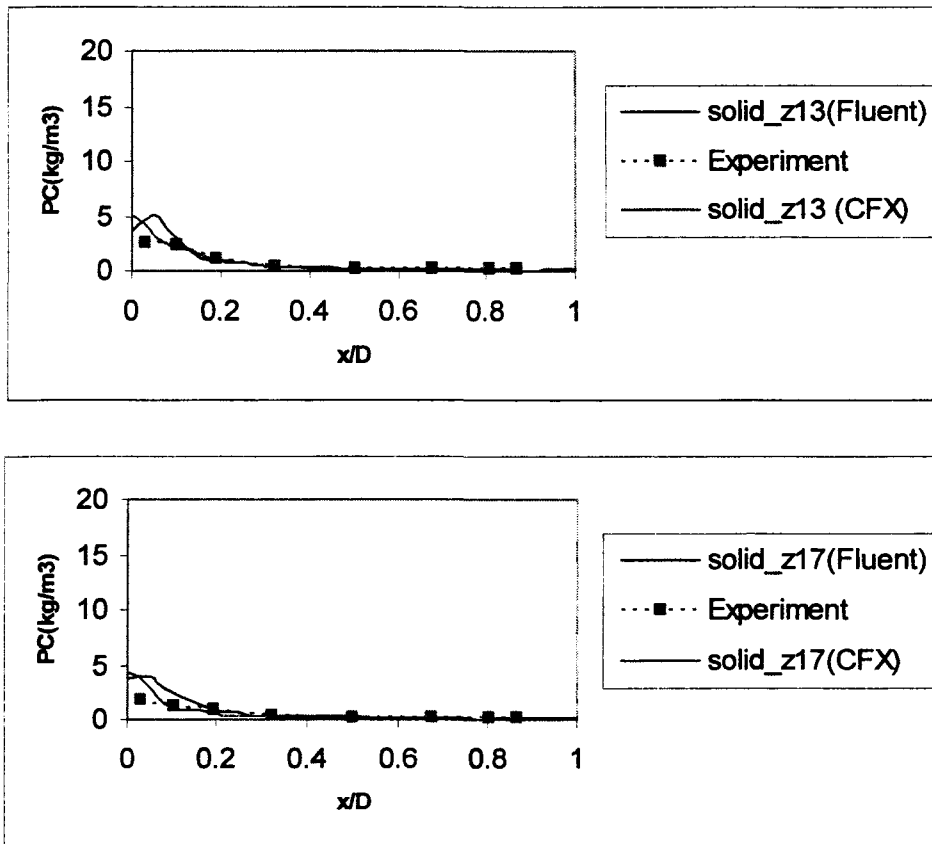 20
15
10
5
0
PC(kg/m3)
0 0.2 0.4 0.6 0.8 1
x/D
solid_z13(Fluent)
Experiment
solid_z13 (CFX)
20
15
10
5
0
PC(kg/m3)
0 0.2 0.4 0.6 0.8 1
x/D
solid_z17(Fluent)
Experiment
solid_z17(CFX)